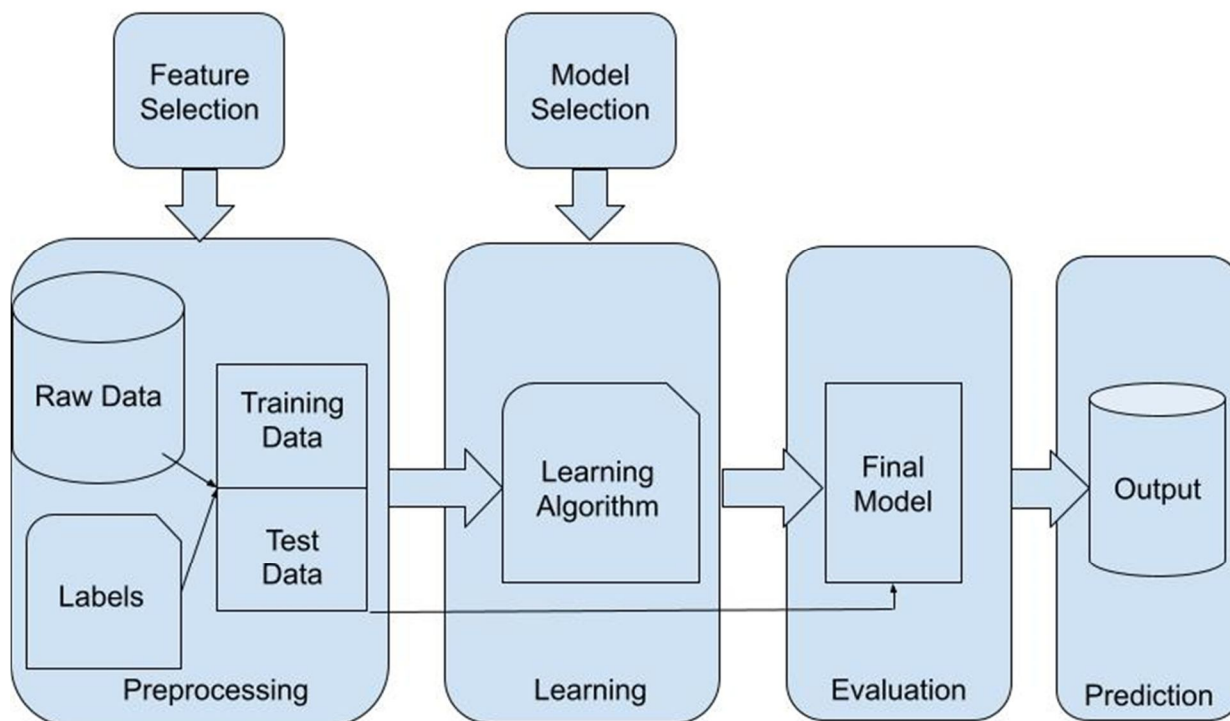 Feature
Selection
Model
Selection
Raw Data
Training
Data
Test
Data
Labels
Preprocessing
Learning
Algorithm
Learning
Final
Model
Evaluation
Output
Prediction